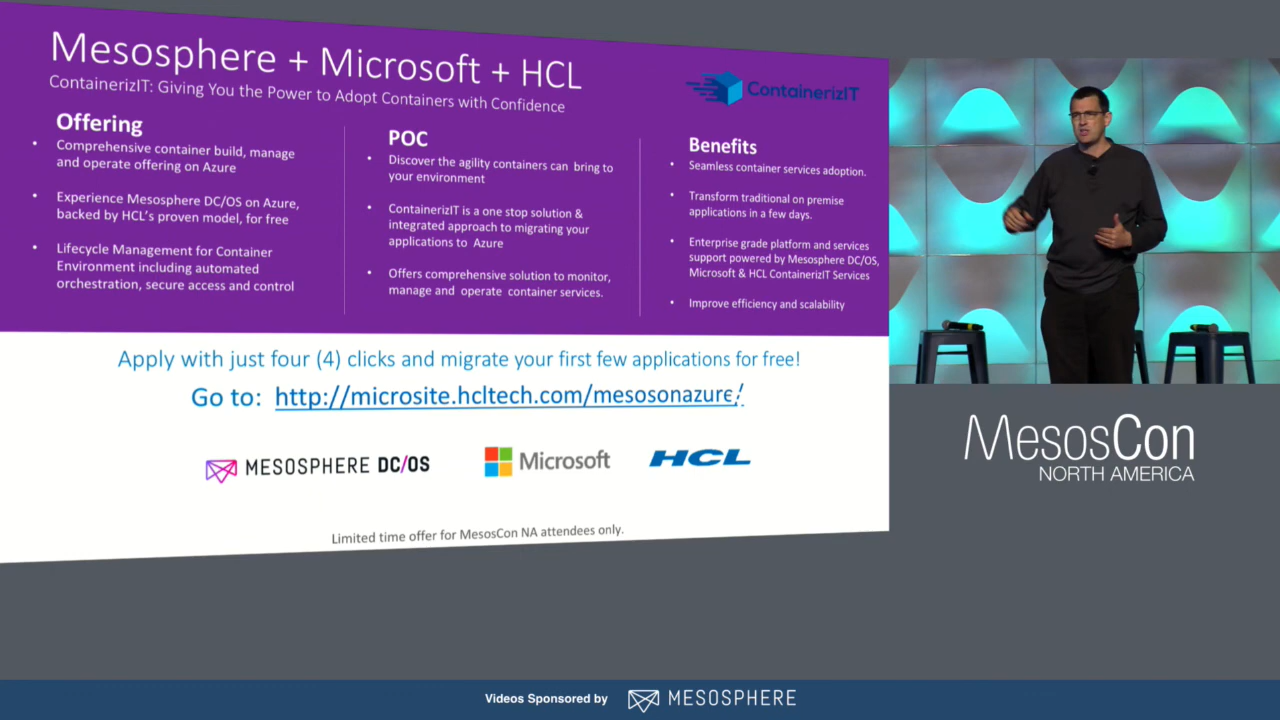 Mesosphere + Microsoft + HCL
ContainerizIT: Giving You the Power to Adopt Containers with Confidence
ContainerizIT
Offering
• Comprehensive container build, manage
and operate offering on Azure
• Experience Mesosphere DC/OS on Azure,
backed by HCL's proven model, for free
• Lifecycle Management for Container
Environment including automated
orchestration, secure access and control
POC
• Discover the agility containers can bring to
your environment
• ContainerizIT is a one stop solution &
integrated approach to migrating your
applications to Azure
• Offers comprehensive solution to monitor,
manage and operate container services.
Benefits
• Seamless container services adoption.
• Transform traditional on premise
applications in a few days.
• Enterprise grade platform and services
support powered by Mesosphere DC/OS,
Microsoft & HCL ContainerizIT Services
• Improve efficiency and scalability
Apply with just four (4) clicks and migrate your first few applications for free!
Go to: http://microsite.hcltech.com/mesosonazure/
MESOSPHERE DC/OS
Microsoft
HCL
Limited time offer for MesosCon NA attendees only.
MesosCon
NORTH AMERICA
Videos Sponsored by MESOSPHERE